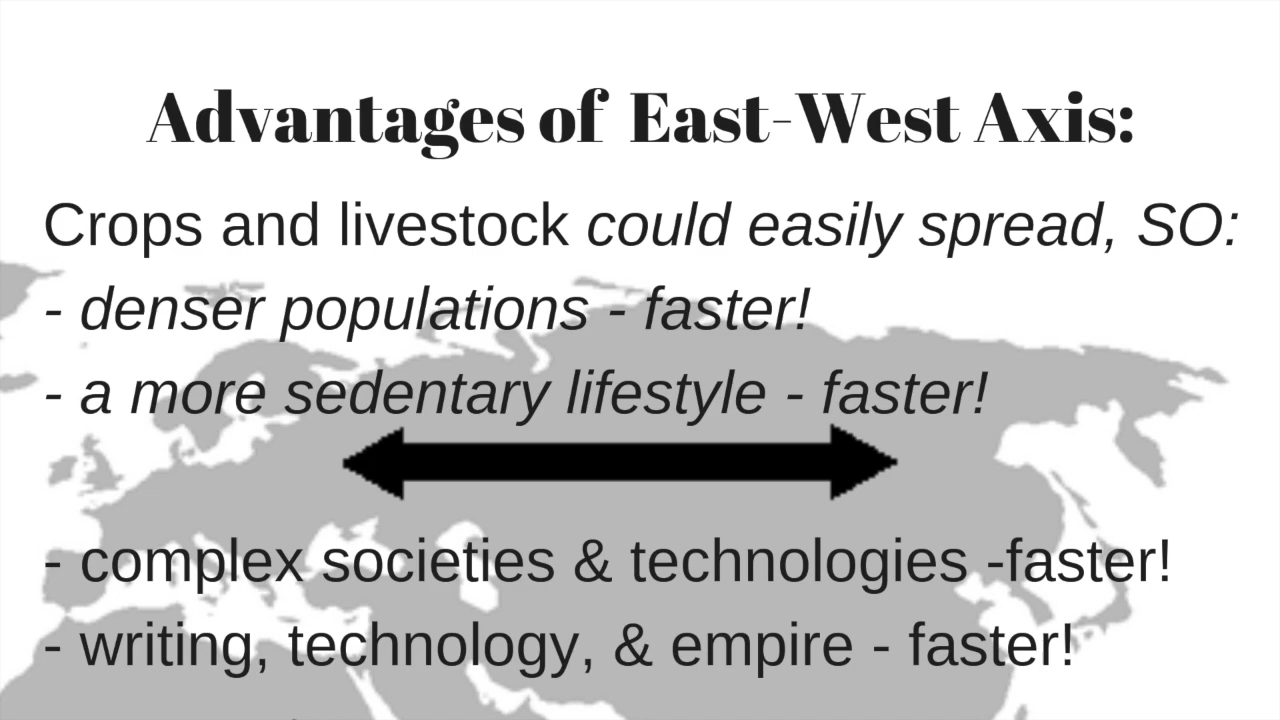 Advantages of East-West Axis:
Crops and livestock could easily spread, SO:
- denser populations - faster!
- a more sedentary lifestyle - faster!
- complex societies & technologies -faster!
- writing, technology, & empire - faster!